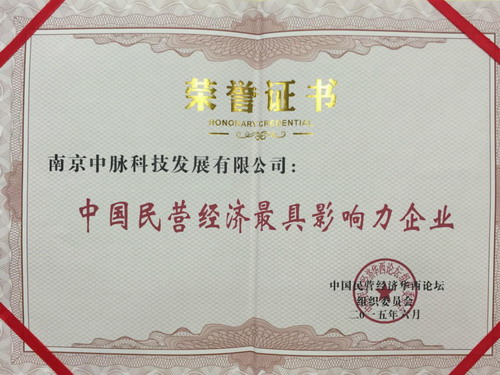 荣誉证书
HONORARY CREDENTIAL
南京中脉科技发展有限公司：
中国民营经济最具影响力企业
中国民营经济华西论坛
组织委员会
二〇一五年六月